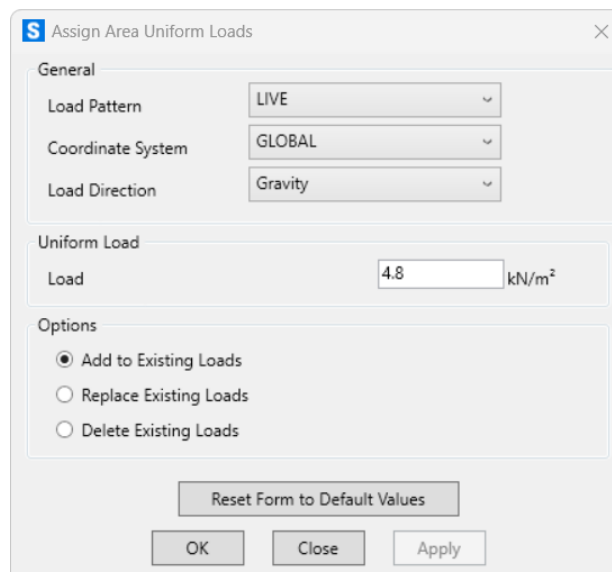 S Assign Area Uniform Loads
General
Load Pattern LIVE
Coordinate System GLOBAL
Load Direction Gravity
Uniform Load
Load 4.8 kN/m²
Options
Add to Existing Loads
Replace Existing Loads
Delete Existing Loads
Reset Form to Default Values
OK Close Apply